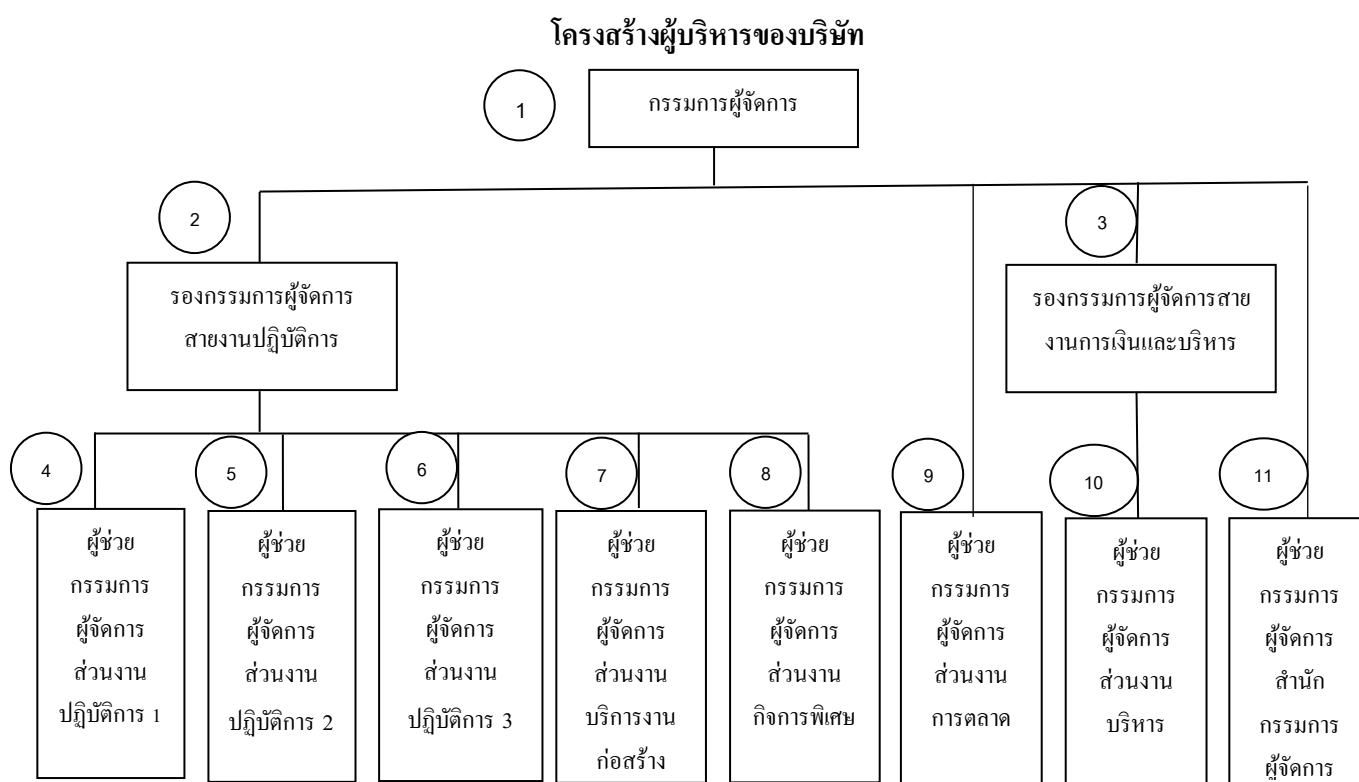 โครงสร้างผู้บริหารของบริษัท
1
กรรมการผู้จัดการ
2
3
รองกรรมการผู้จัดการ
สายงานปฏิบัติการ
รองกรรมการผู้จัดการสาย
งานการเงินและบริหาร
4
5
6
7
8
9
10
11
ผู้ช่วย
กรรมการ
ผู้จัดการ
ส่วนงาน
ปฏิบัติการ 1
ผู้ช่วย
กรรมการ
ผู้จัดการ
ส่วนงาน
ปฏิบัติการ 2
ผู้ช่วย
กรรมการ
ผู้จัดการ
ส่วนงาน
ปฏิบัติการ 3
ผู้ช่วย
กรรมการ
ผู้จัดการ
ส่วนงาน
บริการงาน
ก่อสร้าง
ผู้ช่วย
กรรมการ
ผู้จัดการ
ส่วนงาน
กิจการพิเศษ
ผู้ช่วย
กรรมการ
ผู้จัดการ
ส่วนงาน
การตลาด
ผู้ช่วย
กรรมการ
ผู้จัดการ
ส่วนงาน
บริหาร
ผู้ช่วย
กรรมการ
ผู้จัดการ
สำนัก
กรรมการ
ผู้จัดการ